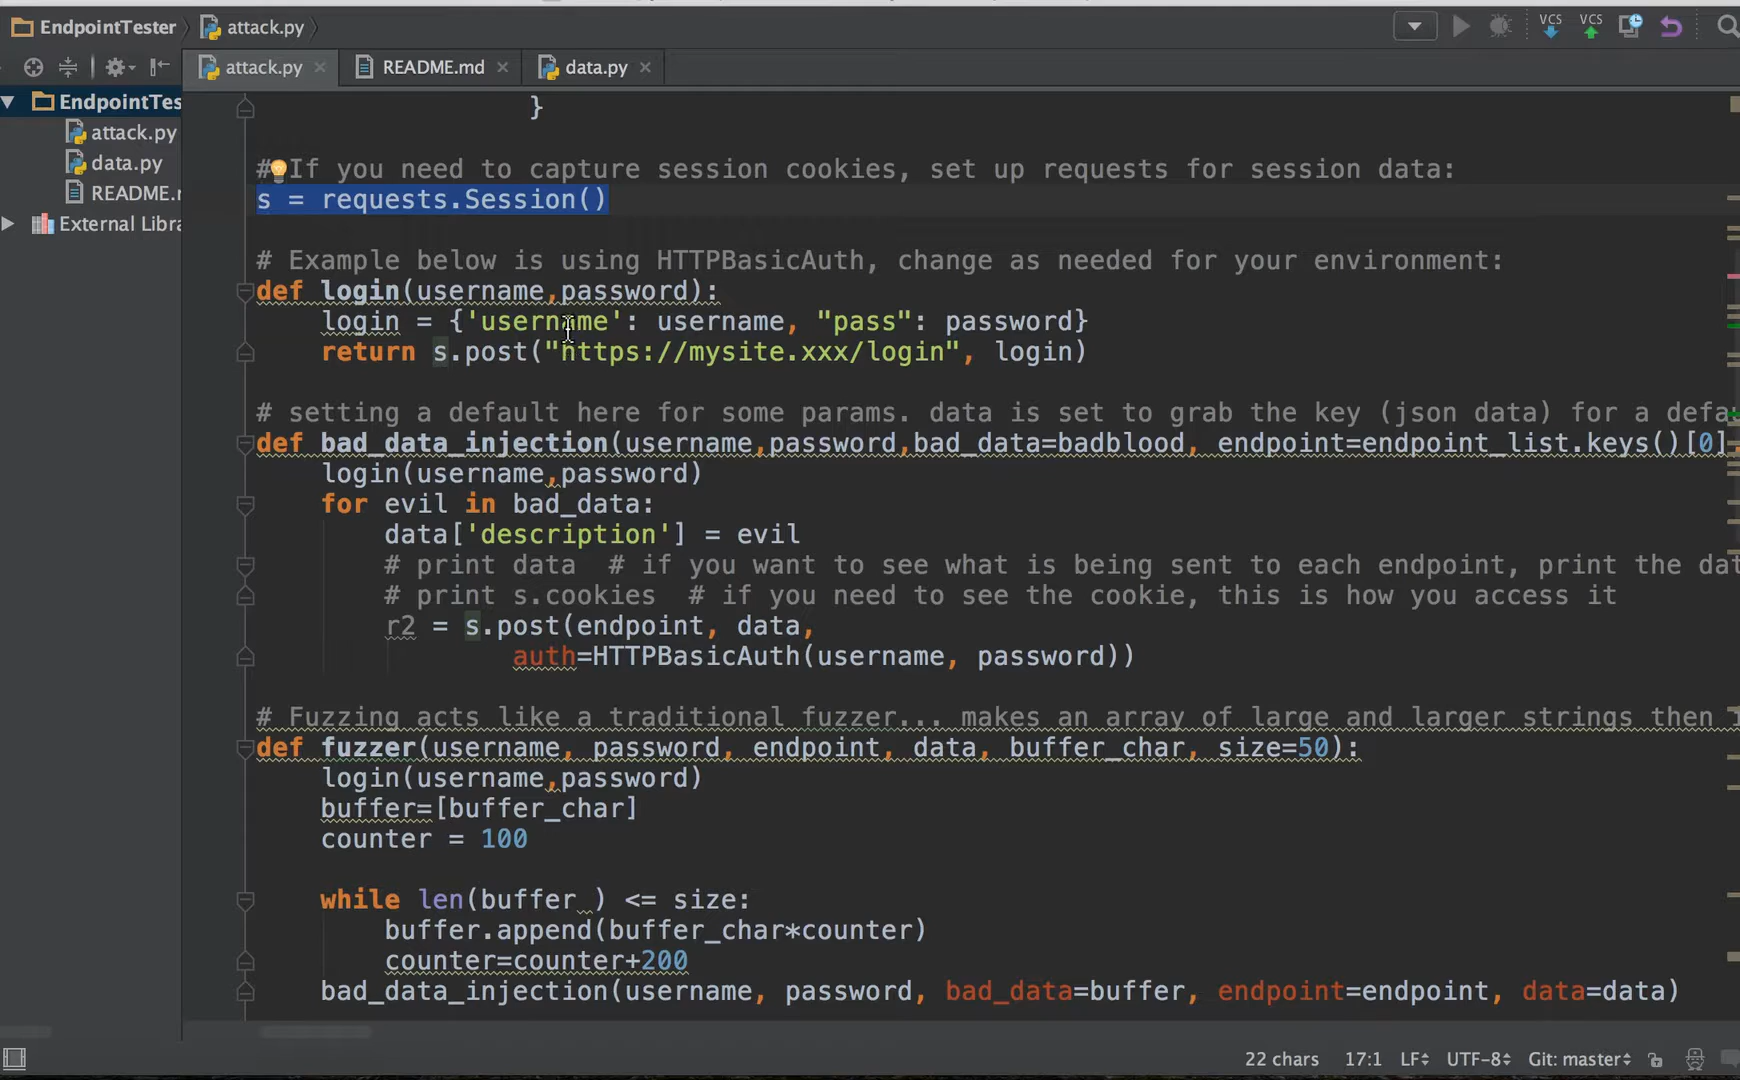 EndpointTester attack.py
VCS VCS
attack.py README.md data.py
EndpointTes
attack.py
data.py
README.
External Libra
}
# If you need to capture session cookies, set up requests for session data:
s = requests.Session()
# Example below is using HTTPBasicAuth, change as needed for your environment:
def login(username,password):
login = {'username': username, "pass": password}
return s.post("https://mysite.xxx/login", login)
# setting a default here for some params. data is set to grab the key (json data) for a defa
def bad_data_injection(username,password,bad_data=badblood, endpoint=endpoint_list.keys()[0],
login(username,password)
for evil in bad_data:
data['description'] = evil
# print data # if you want to see what is being sent to each endpoint, print the dat
# print s.cookies # if you need to see the cookie, this is how you access it
r2 = s.post(endpoint, data,
auth=HTTPBasicAuth(username, password))
# Fuzzing acts like a traditional fuzzer... makes an array of large and larger strings then i
def fuzzer(username, password, endpoint, data, buffer_char, size=50):
login(username,password)
buffer=[buffer_char]
counter = 100
while len(buffer ) <= size:
buffer.append(buffer_char*counter)
counter=counter+200
bad_data_injection(username, password, bad_data=buffer, endpoint=endpoint, data=data)
22 chars 17:1 LF UTF-8 Git: master